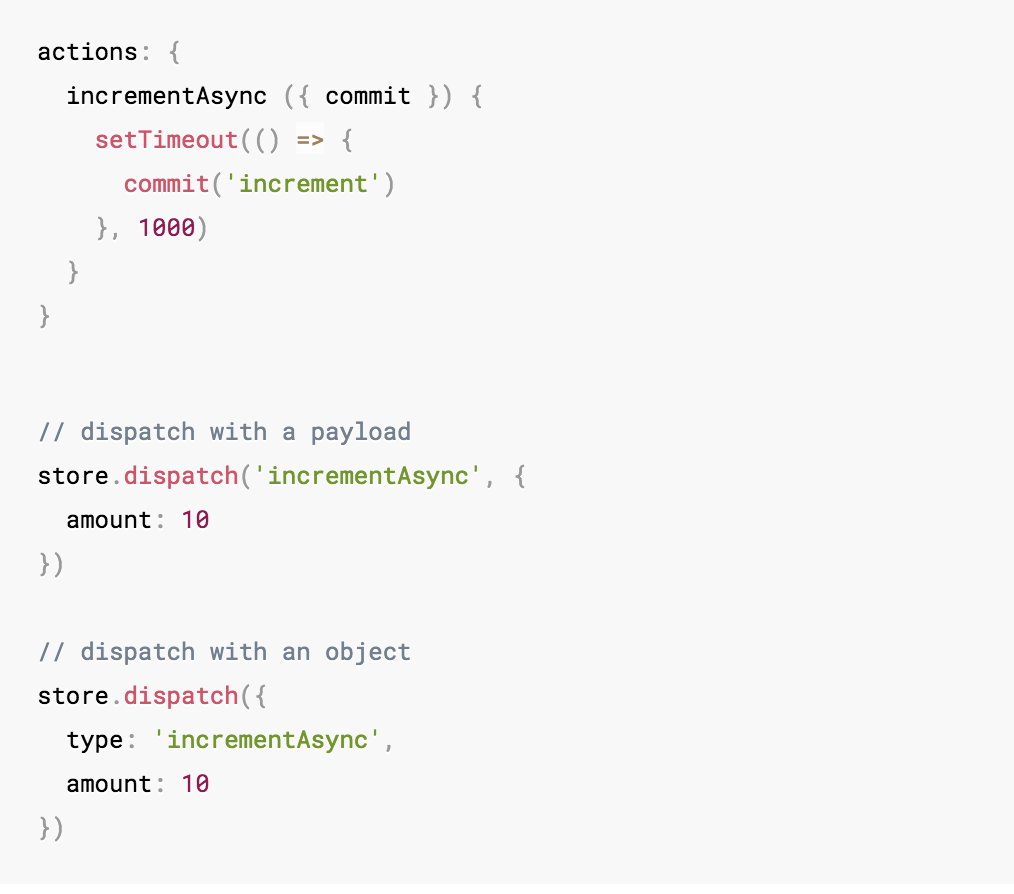 actions: {
  incrementAsync ({ commit }) {
    setTimeout(() => {
      commit('increment')
    }, 1000)
  }
}
// dispatch with a payload
store.dispatch('incrementAsync', {
  amount: 10
})
// dispatch with an object
store.dispatch({
  type: 'incrementAsync',
  amount: 10
})